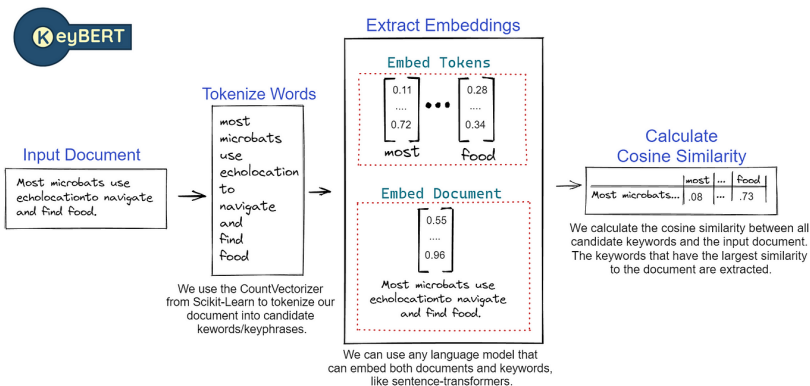 KeyBERT
Input Document
Most microbats use
echolocationto navigate
and find food.
Tokenize Words
most
microbats
use
echolocation
to
navigate
and
find
food
We use the CountVectorizer
from Scikit-Learn to tokenize our
document into candidate
kewords/keyphrases.
Extract Embeddings
Embed Tokens
0.11 0.28
.... ••• ....
0.72 0.34
most food
Embed Document
0.55
....
0.96
Most microbats use
echolocationto navigate
and find food.
We can use any language model that
can embed both documents and keywords,
like sentence-transformers.
Calculate
Cosine Similarity
most ... food
Most microbats... .08 ... .73
We calculate the cosine similarity between all
candidate keywords and the input document.
The keywords that have the largest similarity
to the document are extracted.